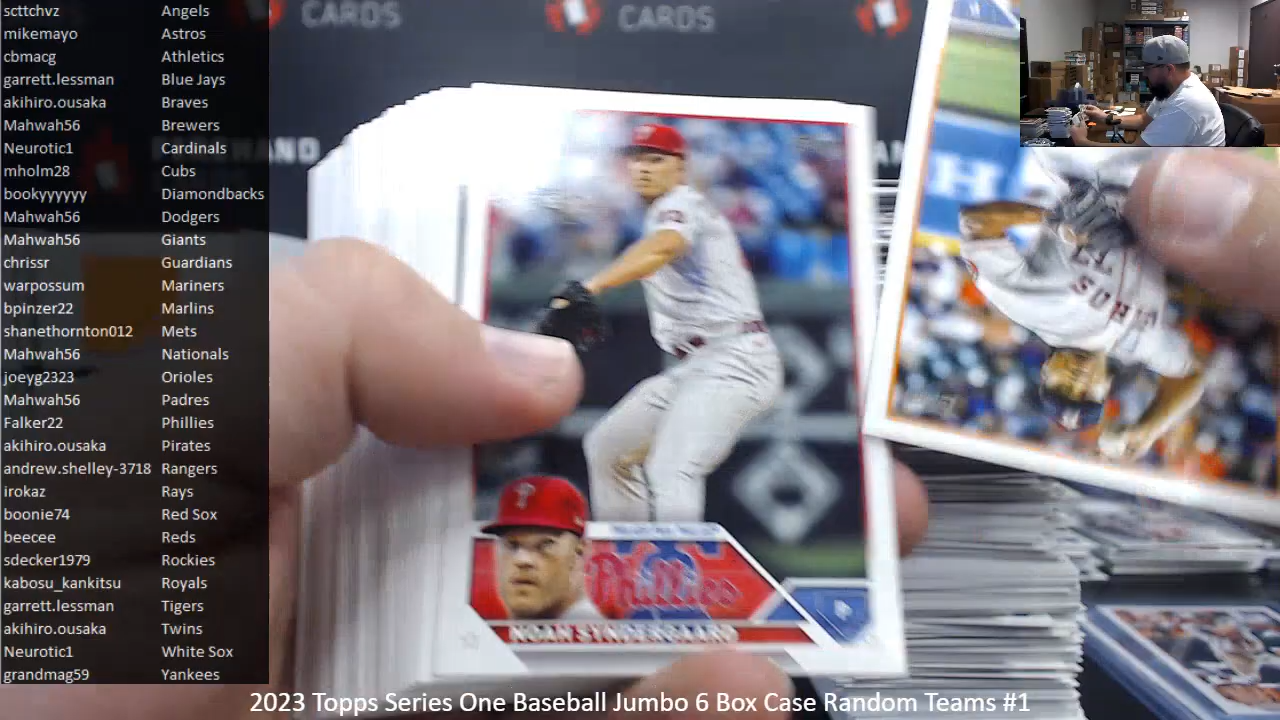 scttchvz Angels
mikemayo Astros
cbmacg Athletics
garrett.lessman Blue Jays
akihiro.ousaka Braves
Mahwah56 Brewers
Neurotic1 Cardinals
mholm28 Cubs
bookyyyyyy Diamondbacks
Mahwah56 Dodgers
Mahwah56 Giants
chrissr Guardians
warpossum Mariners
bpinzer22 Marlins
shanethornton012 Mets
Mahwah56 Nationals
joeyg2323 Orioles
Mahwah56 Padres
Falker22 Phillies
akihiro.ousaka Pirates
andrew.shelley-3718 Rangers
irokaz Rays
boonie74 Red Sox
beecee Reds
sdecker1979 Rockies
kabosu_kankitsu Royals
garrett.lessman Tigers
akihiro.ousaka Twins
Neurotic1 White Sox
grandmag59 Yankees
CARDS
CARDS
Phillies
NOAH SYNDERGAARD
2023 Topps Series One Baseball Jumbo 6 Box Case Random Teams #1